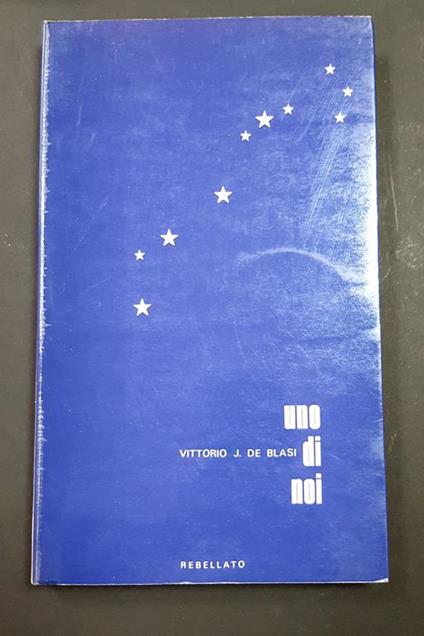 uno
VITTORIO J. DE BLASI
di
noi
REBELLATO